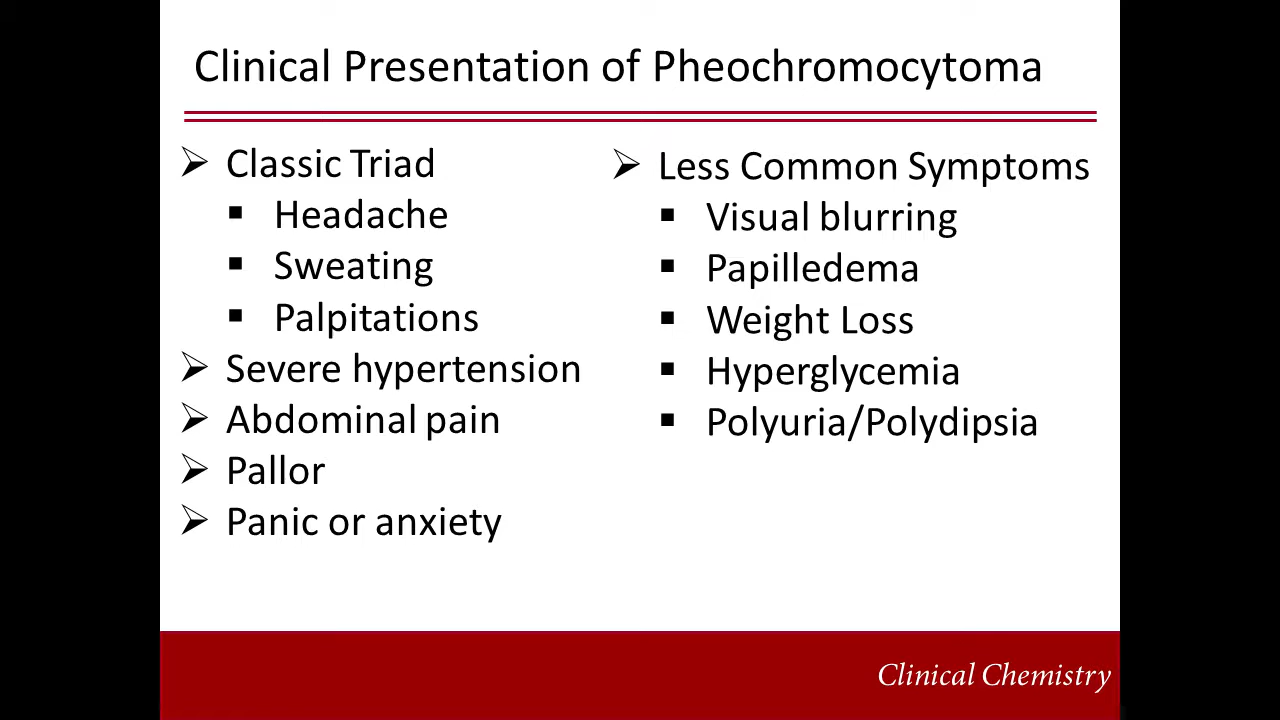 Clinical Presentation of Pheochromocytoma
➢ Classic Triad
▪ Headache
▪ Sweating
▪ Palpitations
➢ Severe hypertension
➢ Abdominal pain
➢ Pallor
➢ Panic or anxiety
➢ Less Common Symptoms
▪ Visual blurring
▪ Papilledema
▪ Weight Loss
▪ Hyperglycemia
▪ Polyuria/Polydipsia
Clinical Chemistry